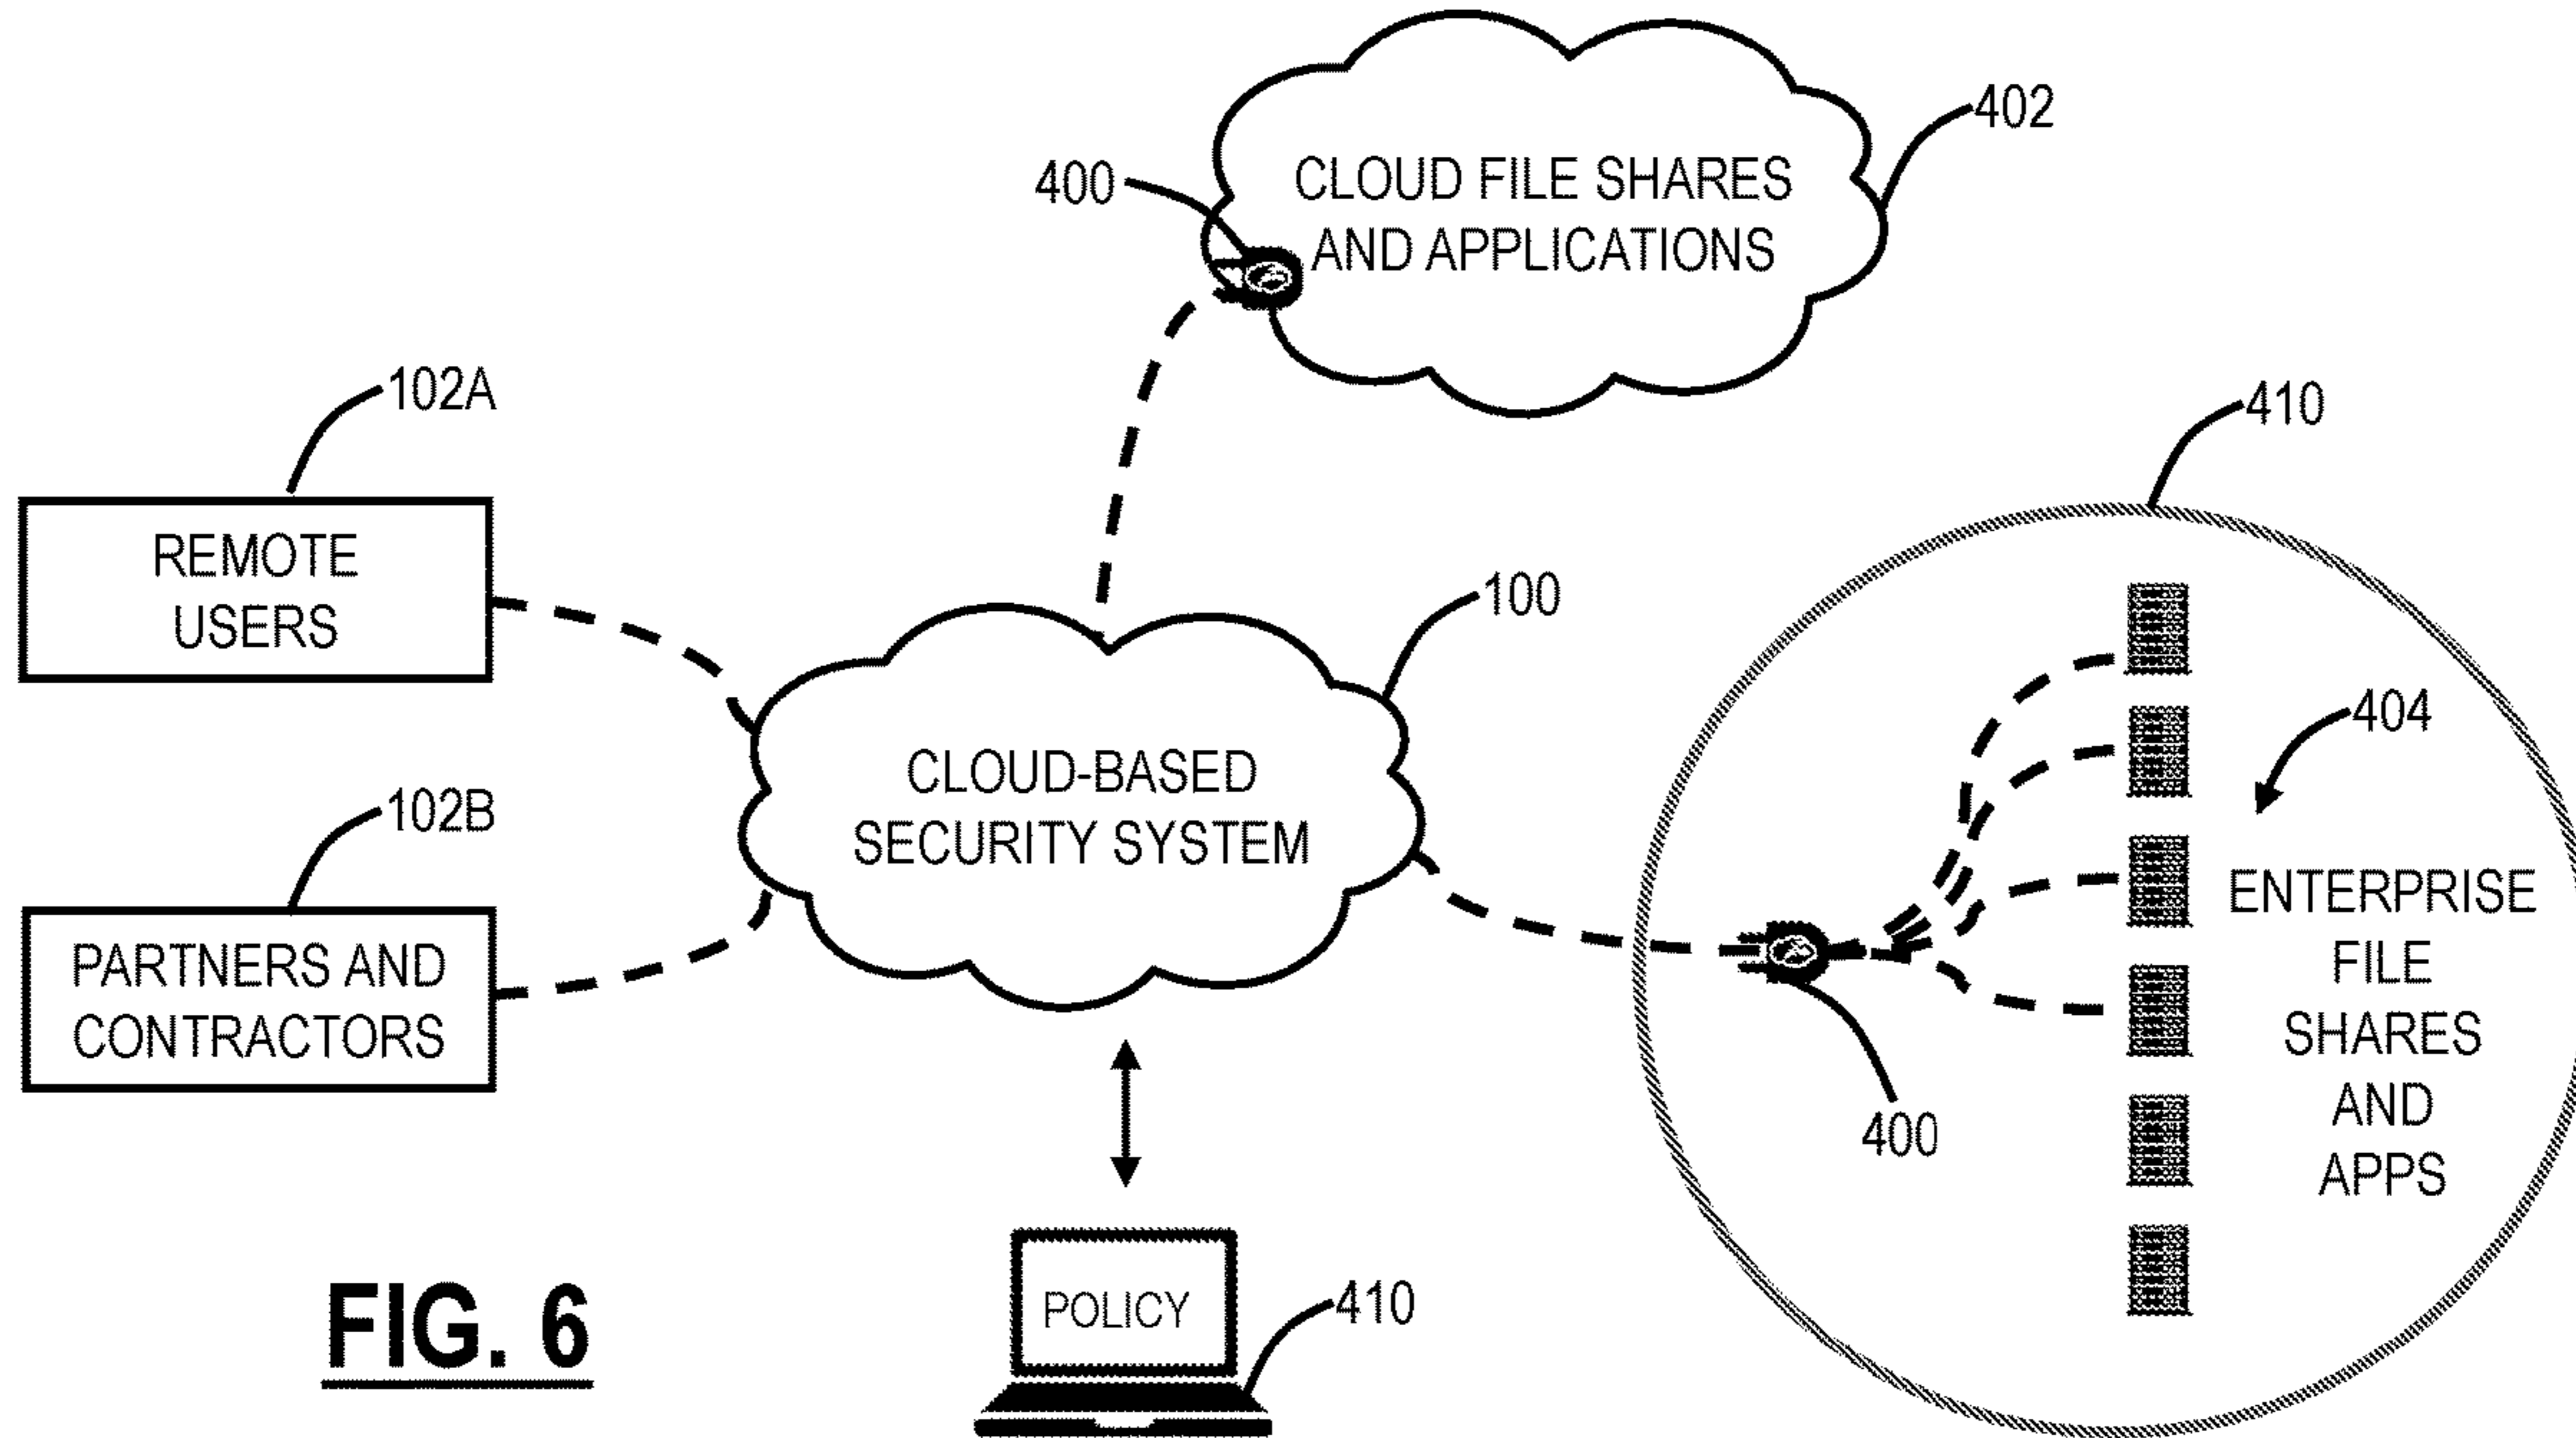 402
400
CLOUD FILE SHARES
AND APPLICATIONS
102A
410
REMOTE
USERS
100
404
102B
CLOUD-BASED
SECURITY SYSTEM
PARTNERS AND
CONTRACTORS
ENTERPRISE
FILE
SHARES
AND
APPS
400
POLICY
410
FIG. 6